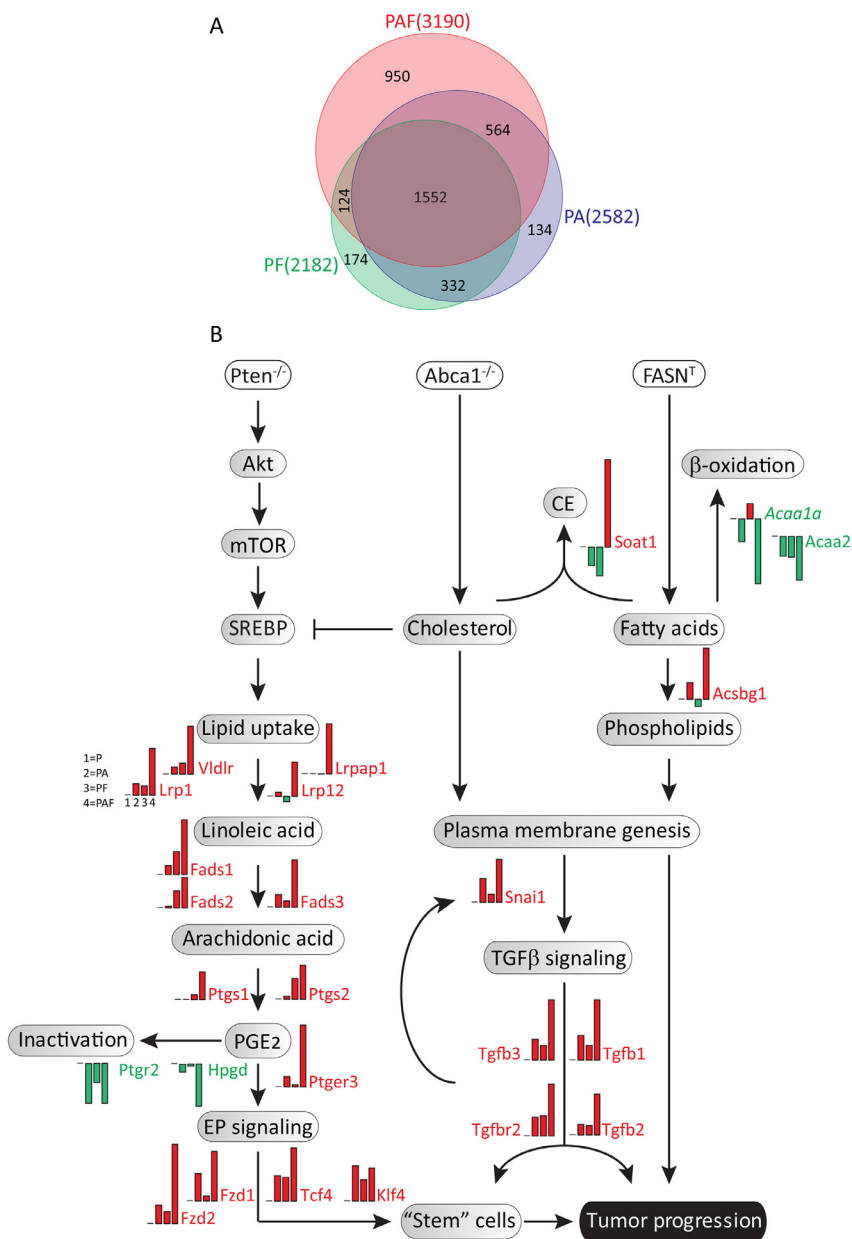 A
PAF(3190)
950
564
124
1552
PA(2582)
134
PF(2182)
174
332
B
Pten-/-
Abca1-/-
FASNT
Akt
β-oxidation
CE
Acaa1a
mTOR
Soat1
Acaa2
SREBP
Cholesterol
Fatty acids
Acsbg1
Lipid uptake
Phospholipids
1=P
2=PA
3=PF
4=PAF
Vldlr
Lrpap1
Lrp1
Lrp12
1 2 3 4
Linoleic acid
Plasma membrane genesis
Fads1
Fads2
Fads3
Snai1
Arachidonic acid
TGFβ signaling
Ptgs1
Ptgs2
Inactivation
PGE2
Tgfb3
Tgfb1
Ptgr2
Hpgd
Ptger3
EP signaling
Tgfbr2
Tgfb2
Fzd1
Tcf4
Klf4
Fzd2
"Stem" cells
Tumor progression